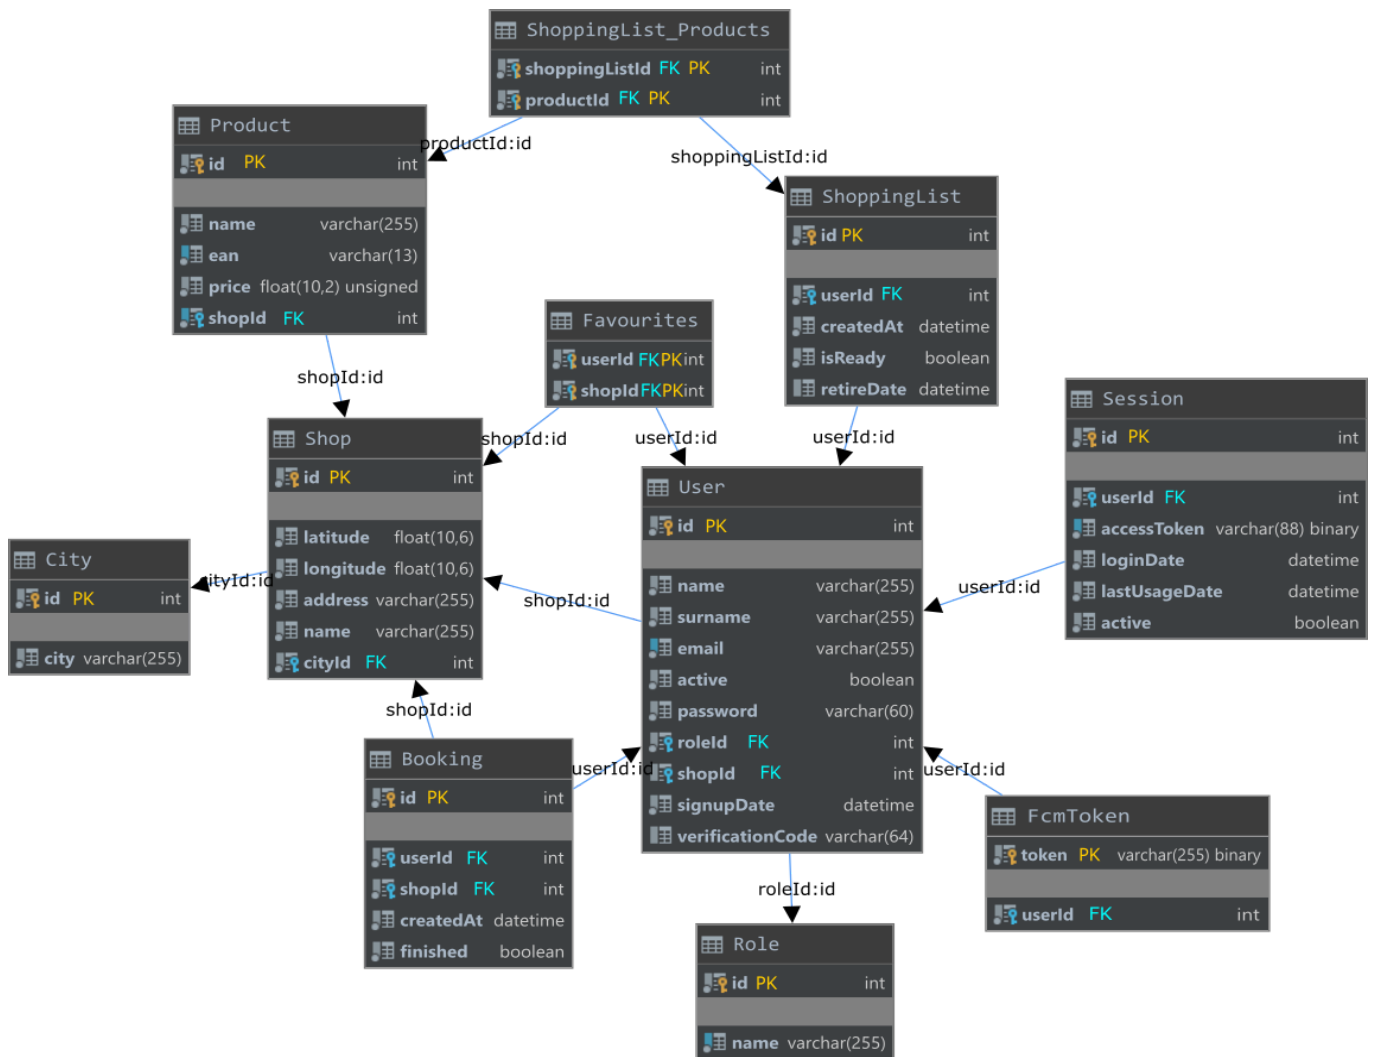 ShoppingList_Products
shoppingListId FK PK int
productId FK PK int
Product
id PK int
name varchar(255)
ean varchar(13)
price float(10,2) unsigned
shopId FK int
productId:id
shoppingListId:id
ShoppingList
id PK int
userId FK int
createdAt datetime
isReady boolean
retireDate datetime
Favourites
userId FKPKint
shopIdFKPKint
shopId:id
shopId:id
userId:id
userId:id
Shop
id PK int
latitude float(10,6)
longitude float(10,6)
address varchar(255)
name varchar(255)
cityId FK int
Session
id PK int
userId FK int
accessToken varchar(88) binary
loginDate datetime
lastUsageDate datetime
active boolean
User
id PK int
name varchar(255)
surname varchar(255)
email varchar(255)
active boolean
password varchar(60)
roleId FK int
shopId FK int
signupDate datetime
verificationCode varchar(64)
City
id PK int
city varchar(255)
cityId:id
shopId:id
userId:id
shopId:id
Booking
id PK int
userId FK int
shopId FK int
createdAt datetime
finished boolean
userId:id
userId:id
FcmToken
token PK varchar(255) binary
userId FK int
roleId:id
Role
id PK int
name varchar(255)